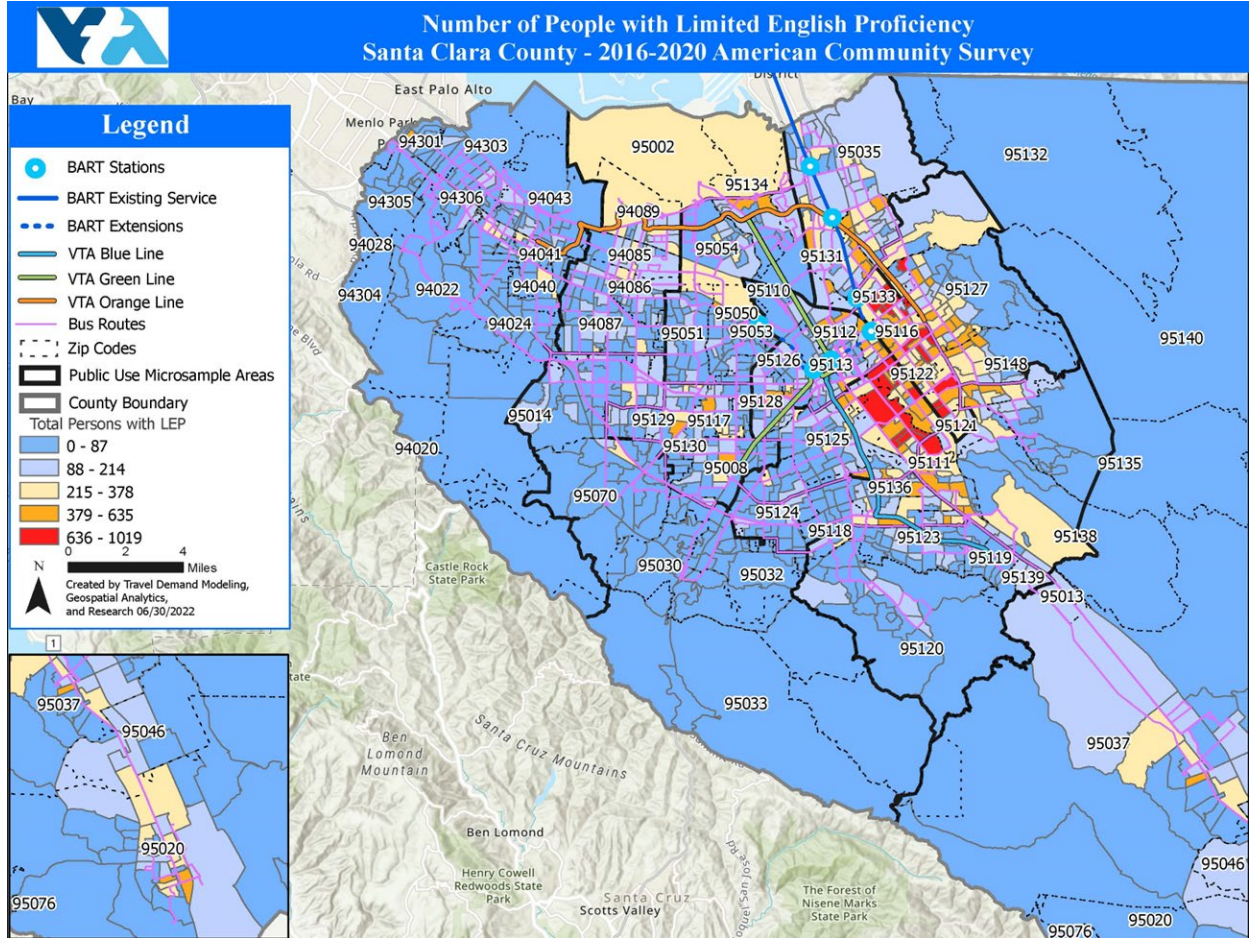 VTA
Number of People with Limited English Proficiency
Santa Clara County - 2016-2020 American Community Survey
Legend
BART Stations
BART Existing Service
BART Extensions
VTA Blue Line
VTA Green Line
VTA Orange Line
Bus Routes
Zip Codes
Public Use Microsample Areas
County Boundary
Total Persons with LEP
0 - 87
88 - 214
215 - 378
379 - 635
636 - 1019
0 2 4
Miles
N
Created by Travel Demand Modeling,
Geospatial Analytics,
and Research 06/30/2022
District
Bay
East Palo Alto
Menlo Park
94301
94303
95002
95035
95132
94305
94306
94043
95134
94028
94089
94041
94085
95054
95131
94304
94022
94040
94086
95110
95133
95127
95140
94024
94087
95051
95050
95053
95112
95116
95126
95113
95122
95148
95014
95129
95117
95128
95125
95121
94020
95130
95008
95111
95135
95070
95136
95124
95118
95123
95138
95030
95032
95119
95139
95013
95120
95033
95037
95046
95020
95076
Castle Rock
State Park
Santa Cruz Mountains
Ben
Lomond
Mountain
Ben Lomond
Henry Cowell
Redwoods State
Park
Santa Cruz
Scotts Valley
The Forest of
Nisene Marks
State Park
1
95037
95046
95020
95076